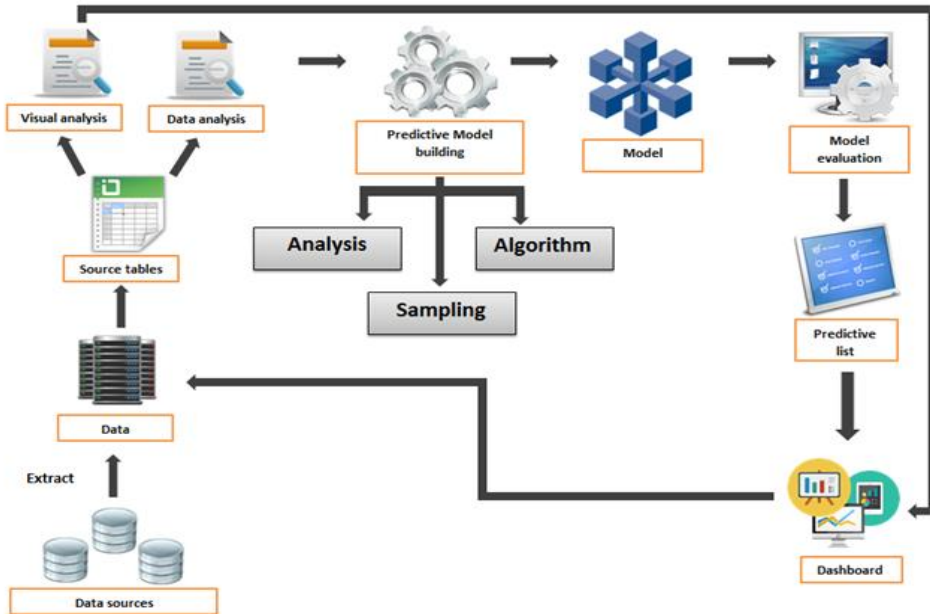 Visual analysis
Data analysis
Predictive Model
building
Model
Model
evaluation
Analysis
Algorithm
Sampling
Source tables
Predictive
list
Data
Extract
Data sources
Dashboard